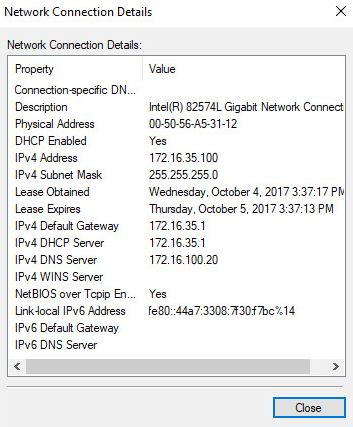 Network Connection Details
Network Connection Details:
Property Value
Connection-specific DN...
Description Intel(R) 82574L Gigabit Network Connect
Physical Address 00-50-56-A5-31-12
DHCP Enabled Yes
IPv4 Address 172.16.35.100
IPv4 Subnet Mask 255.255.255.0
Lease Obtained Wednesday, October 4, 2017 3:37:17 PM
Lease Expires Thursday, October 5, 2017 3:37:13 PM
IPv4 Default Gateway 172.16.35.1
IPv4 DHCP Server 172.16.35.1
IPv4 DNS Server 172.16.100.20
IPv4 WINS Server
NetBIOS over Tcpip En... Yes
Link-local IPv6 Address fe80::44a7:3308:7f30:f7bc%14
IPv6 Default Gateway
IPv6 DNS Server
Close